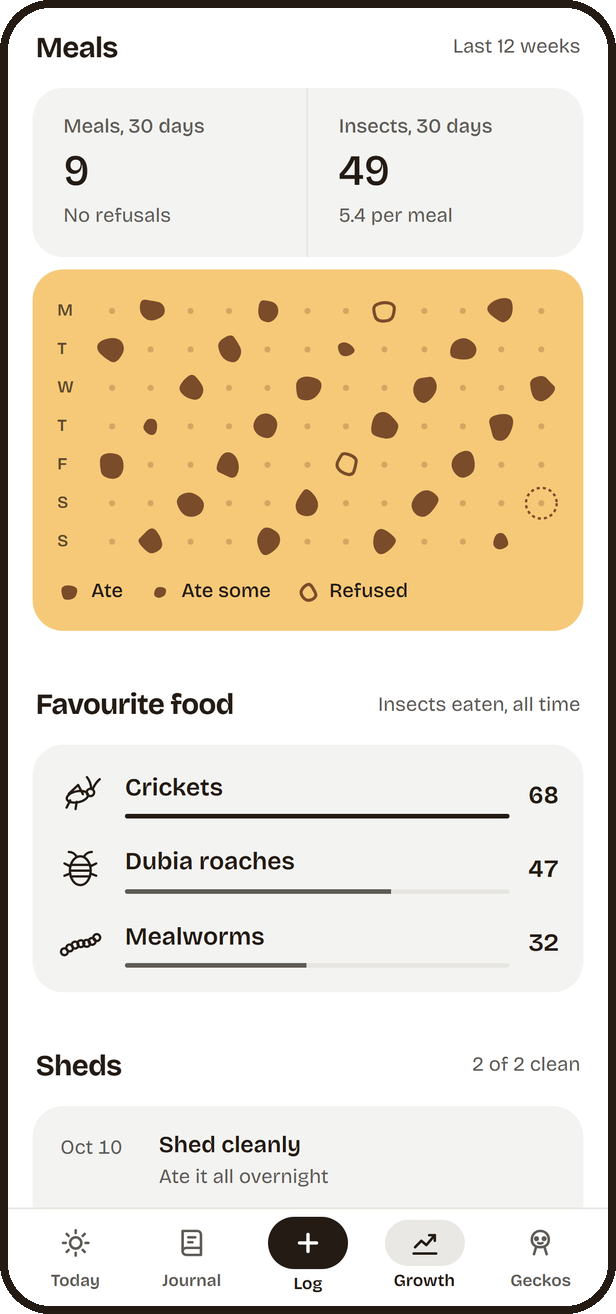 Meals
Last 12 weeks
Meals, 30 days
9
No refusals
Insects, 30 days
49
5.4 per meal
M
T
W
T
F
S
S
Ate
Ate some
Refused
Favourite food
Insects eaten, all time
Crickets
68
Dubia roaches
47
Mealworms
32
Sheds
2 of 2 clean
Oct 10
Shed cleanly
Ate it all overnight
Today
Journal
Log
Growth
Geckos